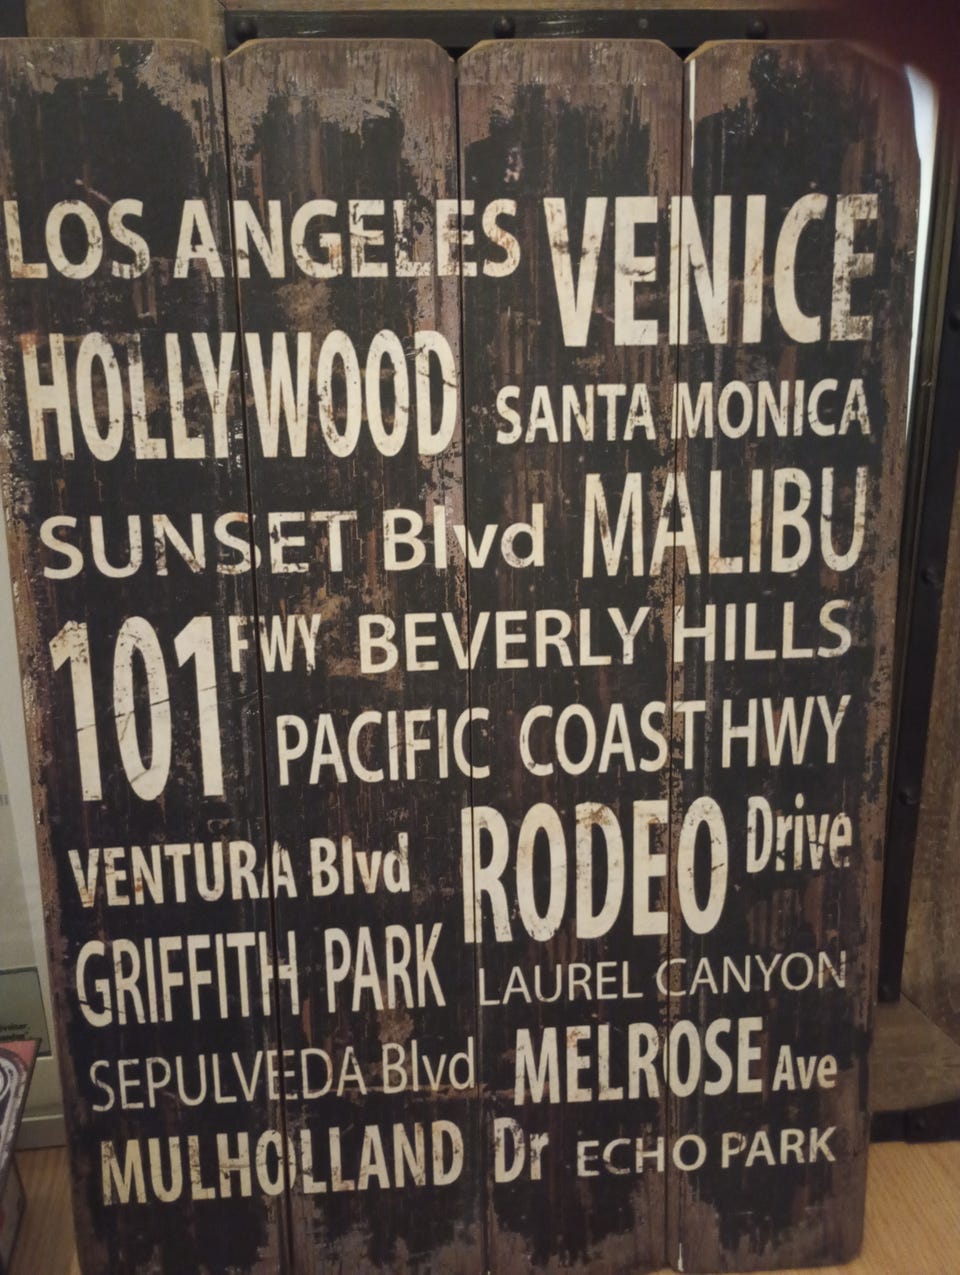 LOS ANGELES VENICE
HOLLYWOOD SANTA MONICA
SUNSET Blvd MALIBU
101 FWY BEVERLY HILLS
PACIFIC COAST HWY
VENTURA Blvd RODEO Drive
GRIFFITH PARK LAUREL CANYON
SEPULVEDA Blvd MELROSE Ave
MULHOLLAND Dr ECHO PARK